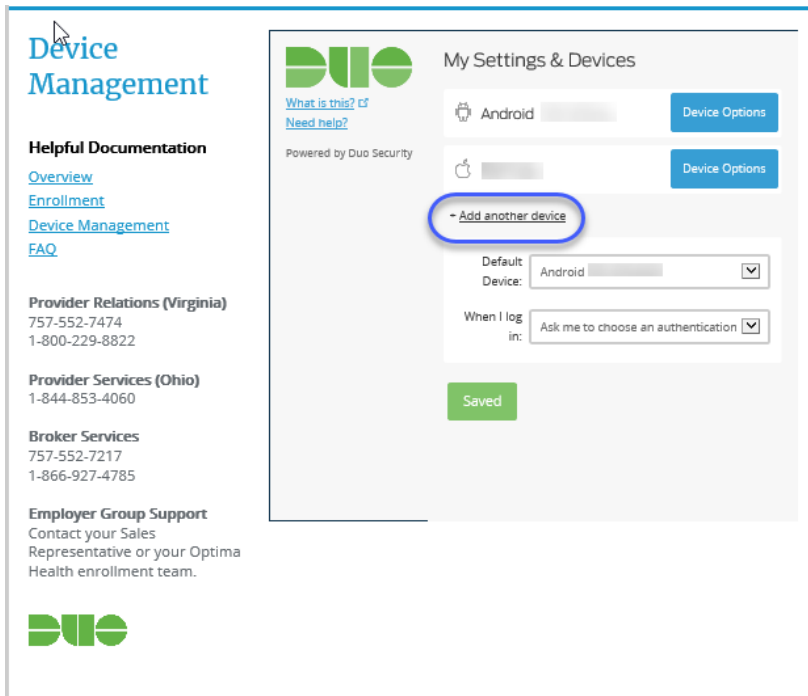 Device
Management
Helpful Documentation
Overview
Enrollment
Device Management
FAQ
Provider Relations (Virginia)
757-552-7474
1-800-229-8822
Provider Services (Ohio)
1-844-853-4060
Broker Services
757-552-7217
1-866-927-4785
Employer Group Support
Contact your Sales
Representative or your Optima
Health enrollment team.
DUO
DUO
What is this?
Need help?
Powered by Duo Security
My Settings & Devices
Android
Device Options
Device Options
+ Add another device
Default
Device:
Android
When I log
in:
Ask me to choose an authentication
Saved